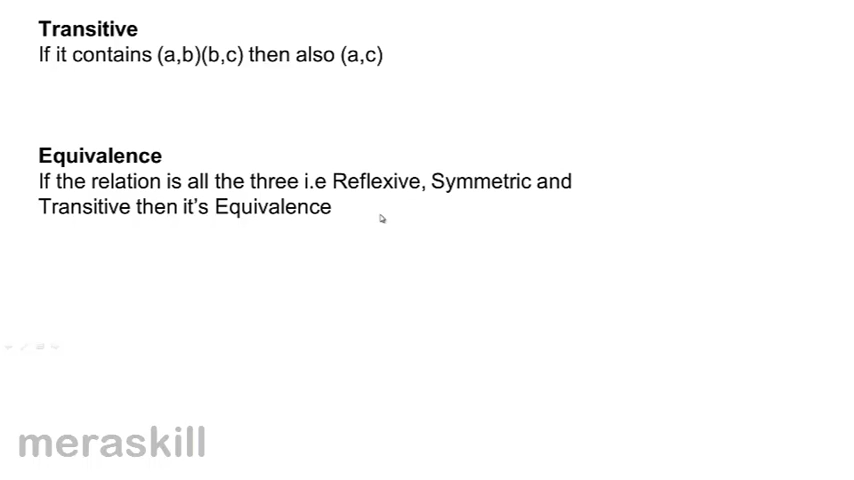 Transitive
If it contains (a,b)(b,c) then also (a,c)
Equivalence
If the relation is all the three i.e Reflexive, Symmetric and
Transitive then it’s Equivalence
meraskill